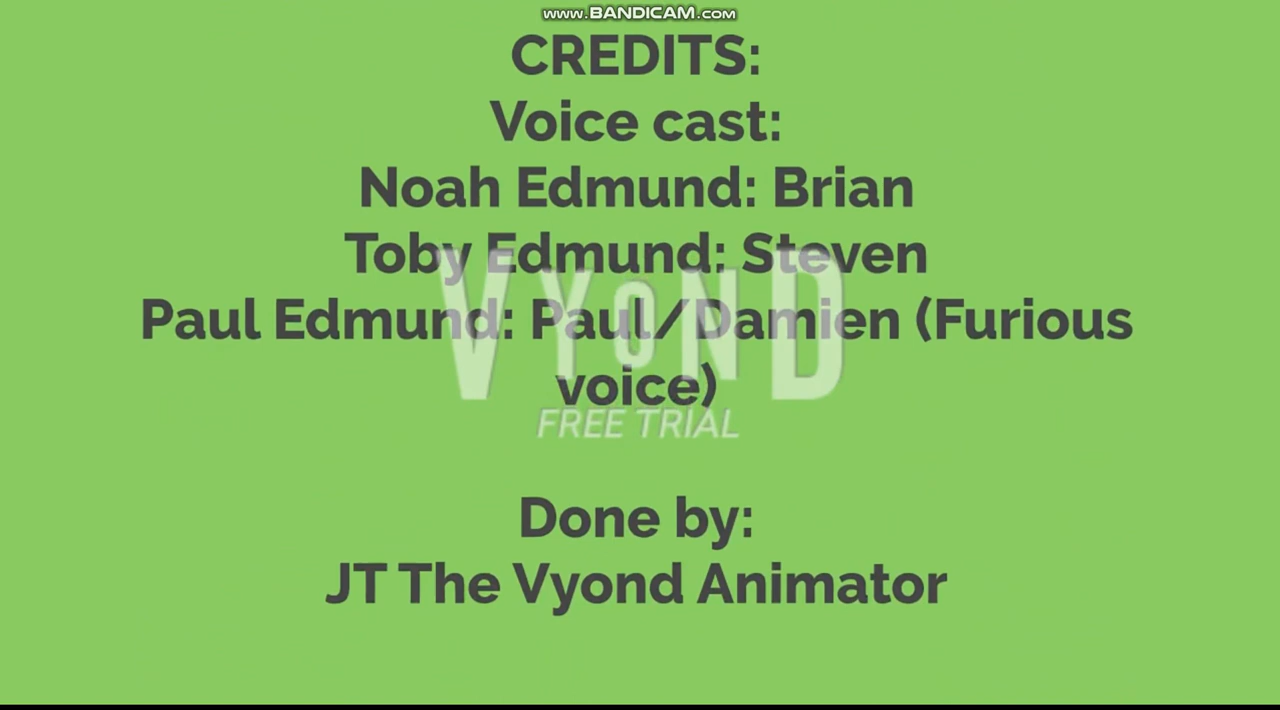 www.BANDICAM.com
CREDITS:
Voice cast:
Noah Edmund: Brian
Toby Edmund: Steven
Paul Edmund: Paul/Damien (Furious
voice)
VYOND
FREE TRIAL
Done by:
JT The Vyond Animator